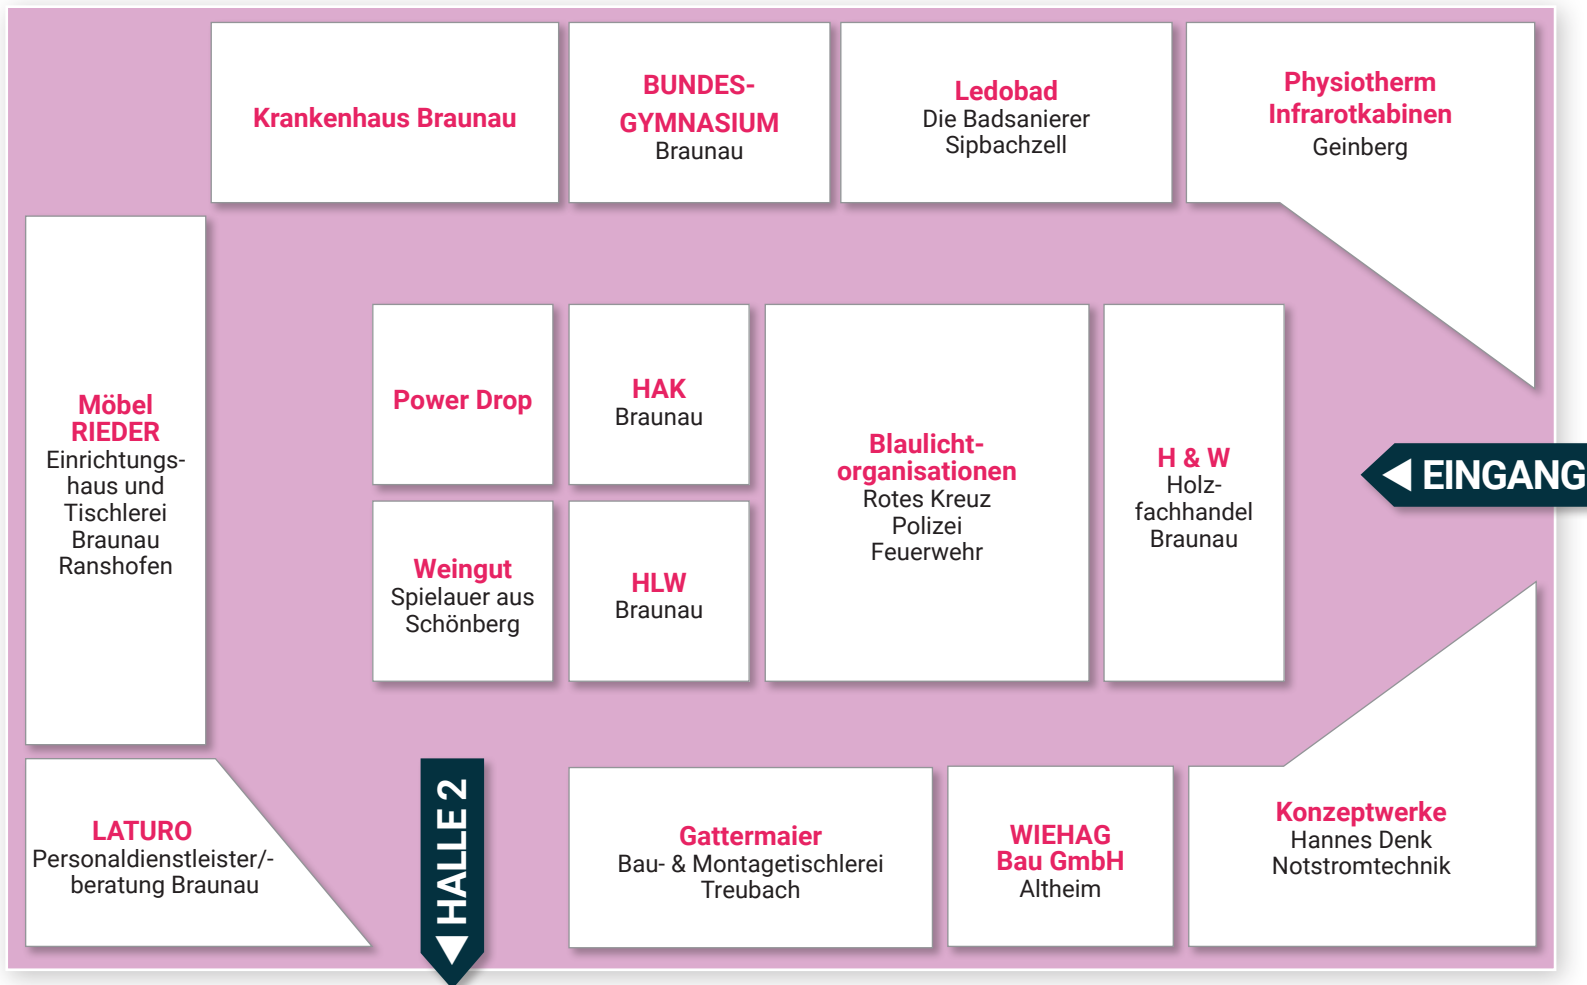 Krankenhaus Braunau
BUNDES-
GYMNASIUM
Braunau
Ledobad
Die Badsanierer
Sipbachzell
Physiotherm
Infrarotkabinen
Geinberg
Möbel
RIEDER
Einrichtungs-
haus und
Tischlerei
Braunau
Ranshofen
Power Drop
HAK
Braunau
Blaulicht-
organisationen
Rotes Kreuz
Polizei
Feuerwehr
H & W
Holz-
fachhandel
Braunau
EINGANG
Weingut
Spielauer aus
Schönberg
HLW
Braunau
LATURO
Personaldienstleister/-
beratung Braunau
HALLE 2
Gattermaier
Bau- & Montagetischlerei
Treubach
WIEHAG
Bau GmbH
Altheim
Konzeptwerke
Hannes Denk
Notstromtechnik